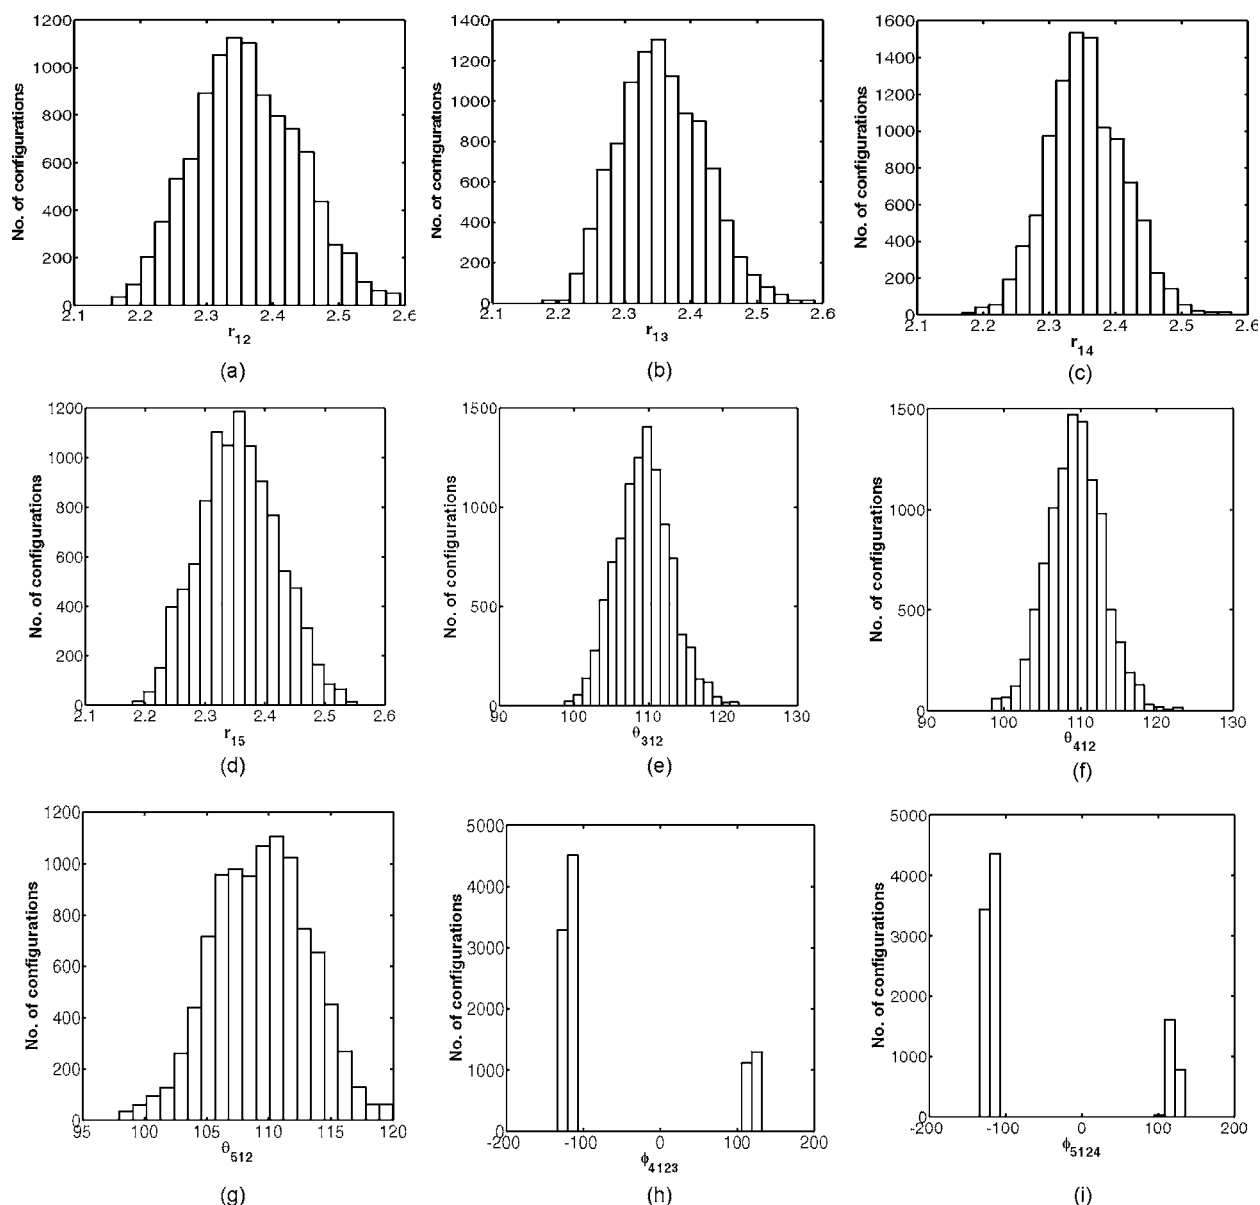 No. of configurations
1200
1000
800
600
400
200
0
2.1 2.2 2.3 2.4 2.5 2.6
r12
(a)
No. of configurations
1400
1200
1000
800
600
400
200
0
2.1 2.2 2.3 2.4 2.5 2.6
r13
(b)
No. of configurations
1600
1400
1200
1000
800
600
400
200
0
2.1 2.2 2.3 2.4 2.5 2.6
r14
(c)
No. of configurations
1200
1000
800
600
400
200
0
2.1 2.2 2.3 2.4 2.5 2.6
r15
(d)
No. of configurations
1500
1000
500
0
90 100 110 120 130
θ312
(e)
No. of configurations
1500
1000
500
0
90 100 110 120 130
θ412
(f)
No. of configurations
1200
1000
800
600
400
200
0
95 100 105 110 115 120
θ512
(g)
No. of configurations
5000
4000
3000
2000
1000
0
-200 -100 0 100 200
ϕ4123
(h)
No. of configurations
5000
4000
3000
2000
1000
0
-200 -100 0 100 200
ϕ5124
(i)